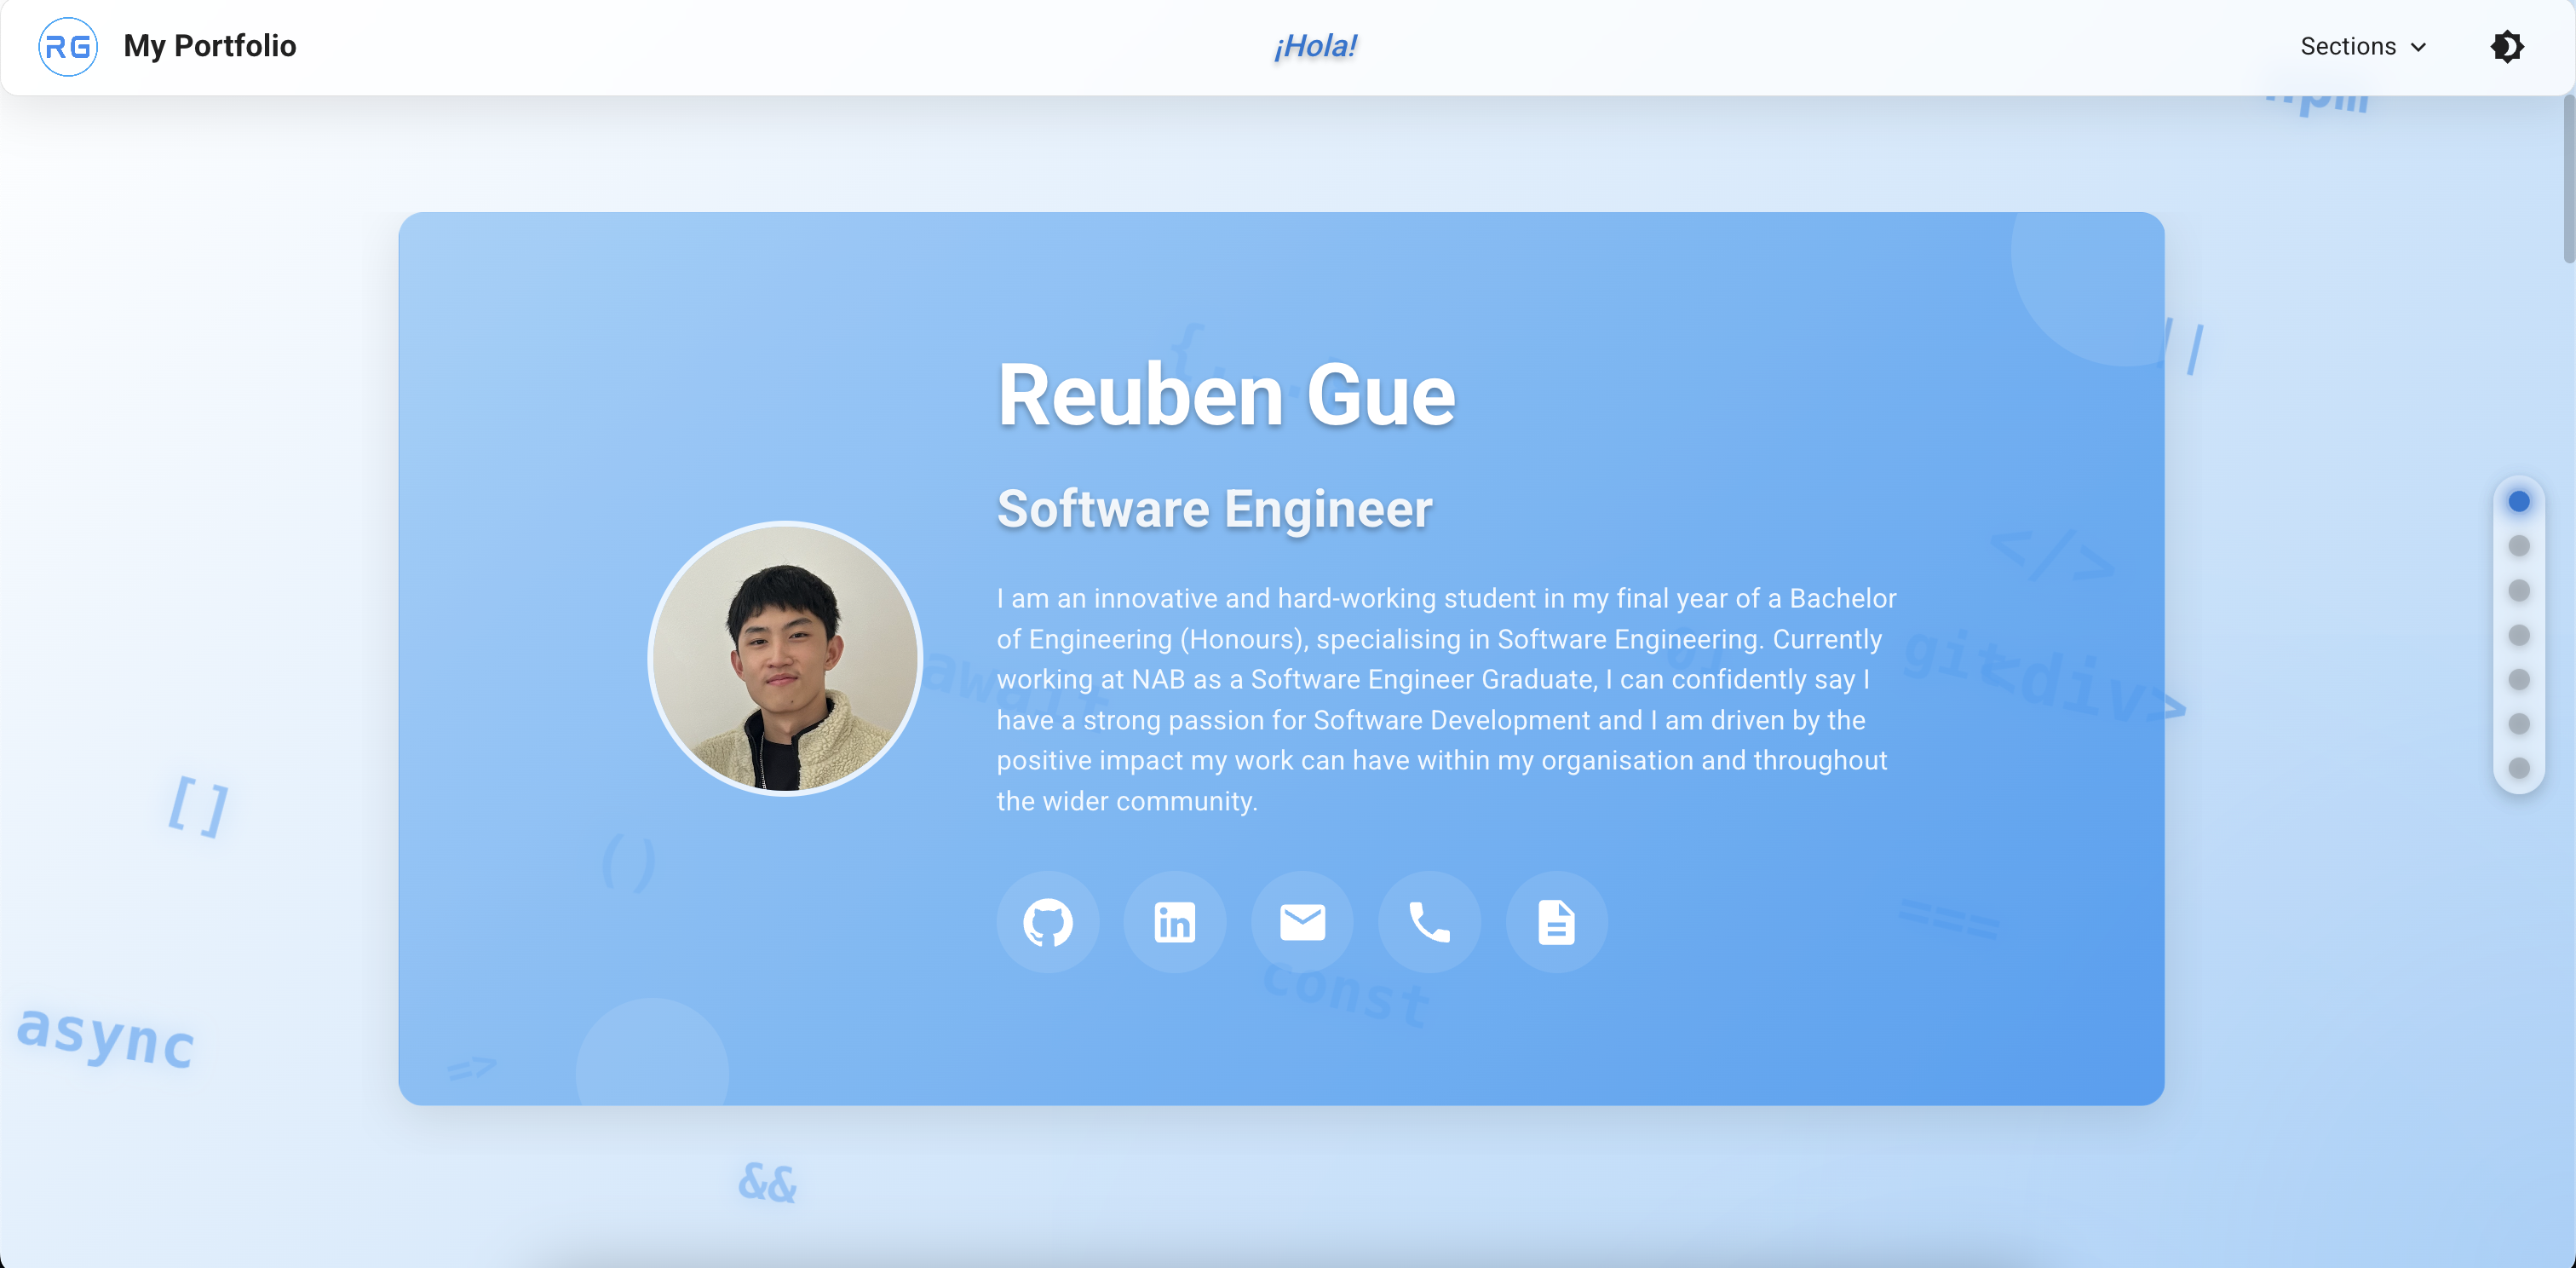 RG My Portfolio ¡Hola! Sections
npm
{...
||
Reuben Gue
Software Engineer
</>
I am an innovative and hard-working student in my final year of a Bachelor
of Engineering (Honours), specialising in Software Engineering. Currently
working at NAB as a Software Engineer Graduate, I can confidently say I
have a strong passion for Software Development and I am driven by the
positive impact my work can have within my organisation and throughout
the wider community.
await
git
<div>
[]
()
in
===
const
async
=>
&&